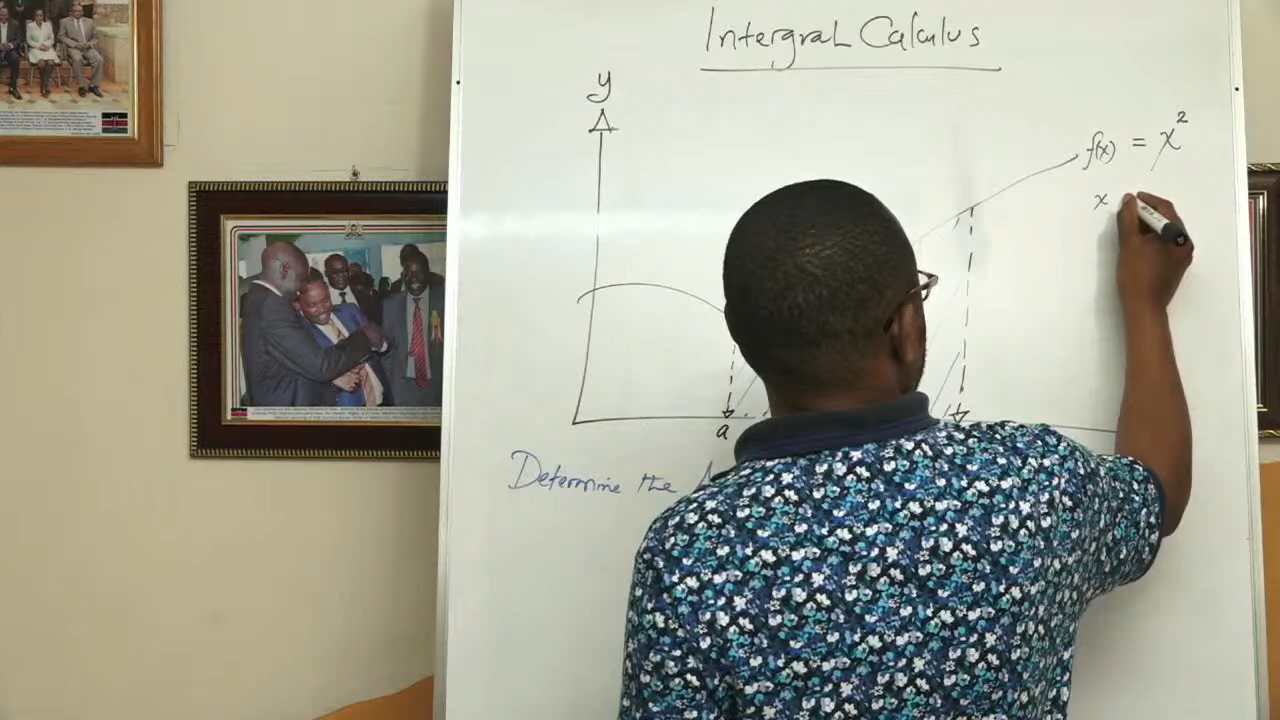 Intergral Calculus
y
f(x) = x²
x
a
Determine the